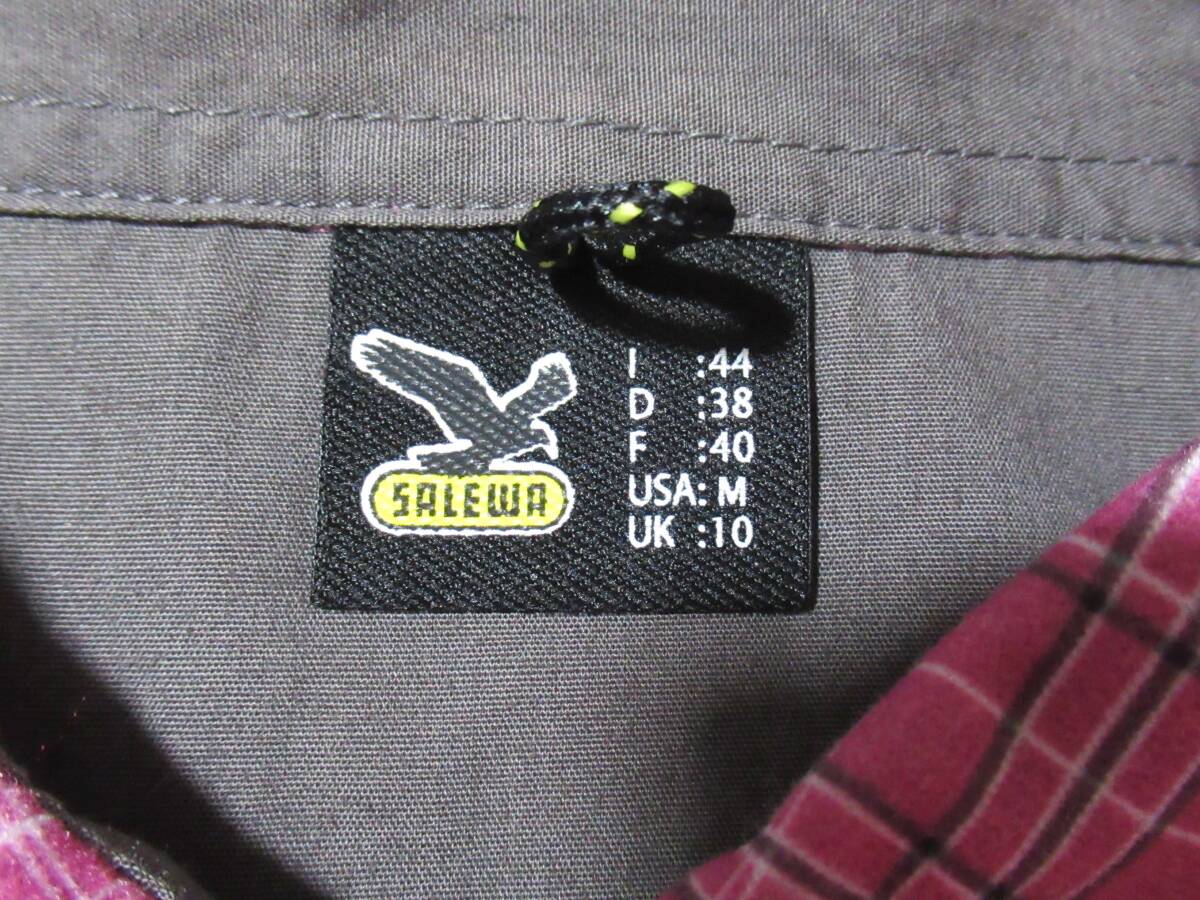 SALEWA
I :44
D :38
F :40
USA: M
UK :10